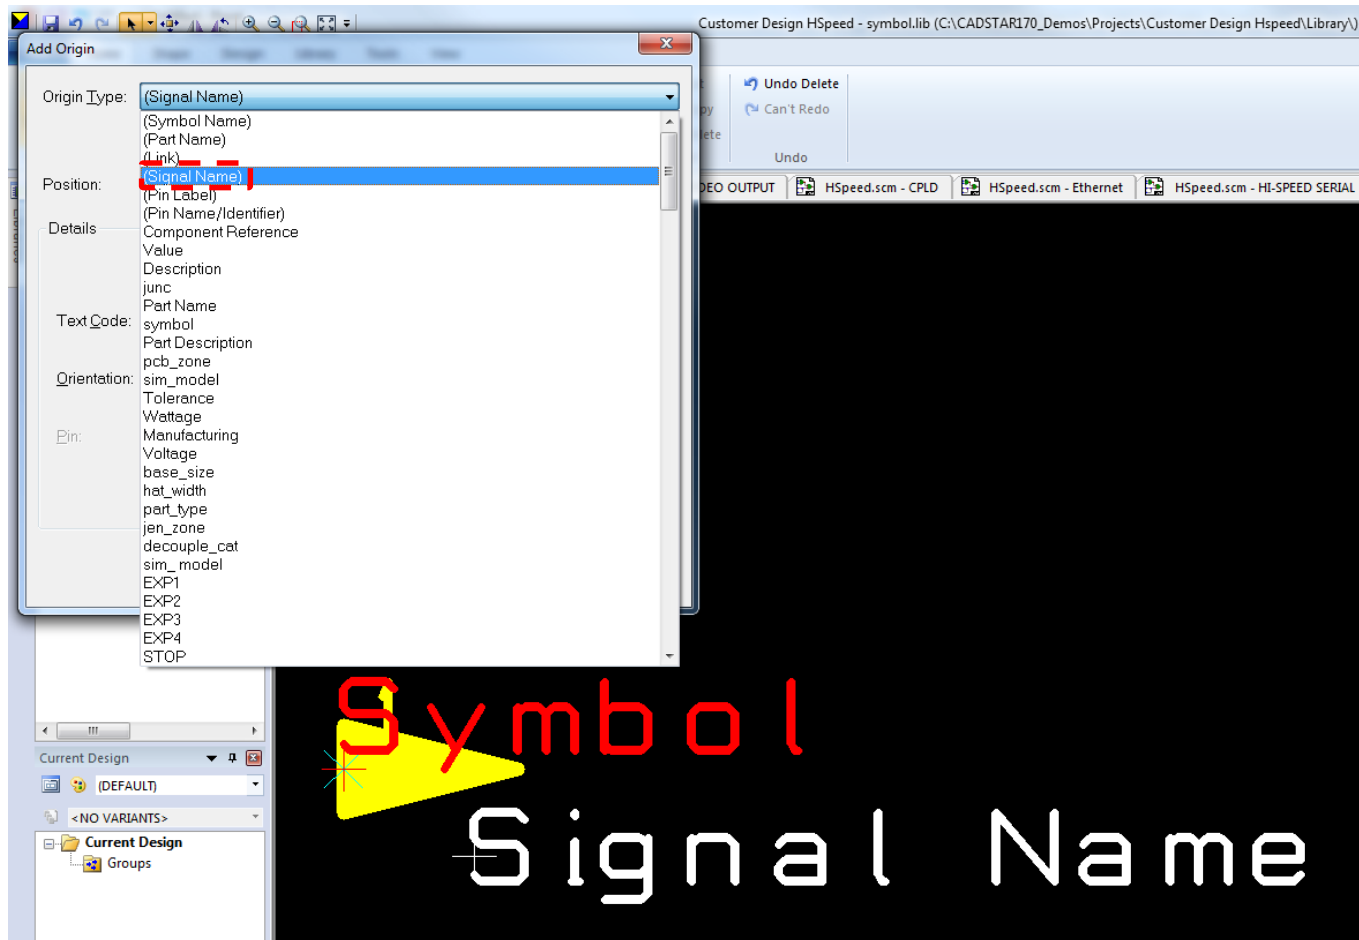 Customer Design HSpeed - symbol.lib (C:\CADSTAR170_Demos\Projects\Customer Design Hspeed\Library\)
Add Origin
Origin Type: (Signal Name)
(Symbol Name)
(Part Name)
(Link)
(Signal Name)
(Pin Label)
(Pin Name/Identifier)
Component Reference
Value
Description
junc
Part Name
symbol
Part Description
pcb_zone
sim_model
Tolerance
Wattage
Manufacturing
Voltage
base_size
hat_width
part_type
jen_zone
decouple_cat
sim_ model
EXP1
EXP2
EXP3
EXP4
STOP
Position:
Details
Text Code:
Orientation:
Pin:
Undo Delete
Can't Redo
Undo
DEO OUTPUT
HSpeed.scm - CPLD
HSpeed.scm - Ethernet
HSpeed.scm - HI-SPEED SERIAL
Symbol
Signal Name
Current Design
(DEFAULT)
<NO VARIANTS>
Current Design
Groups